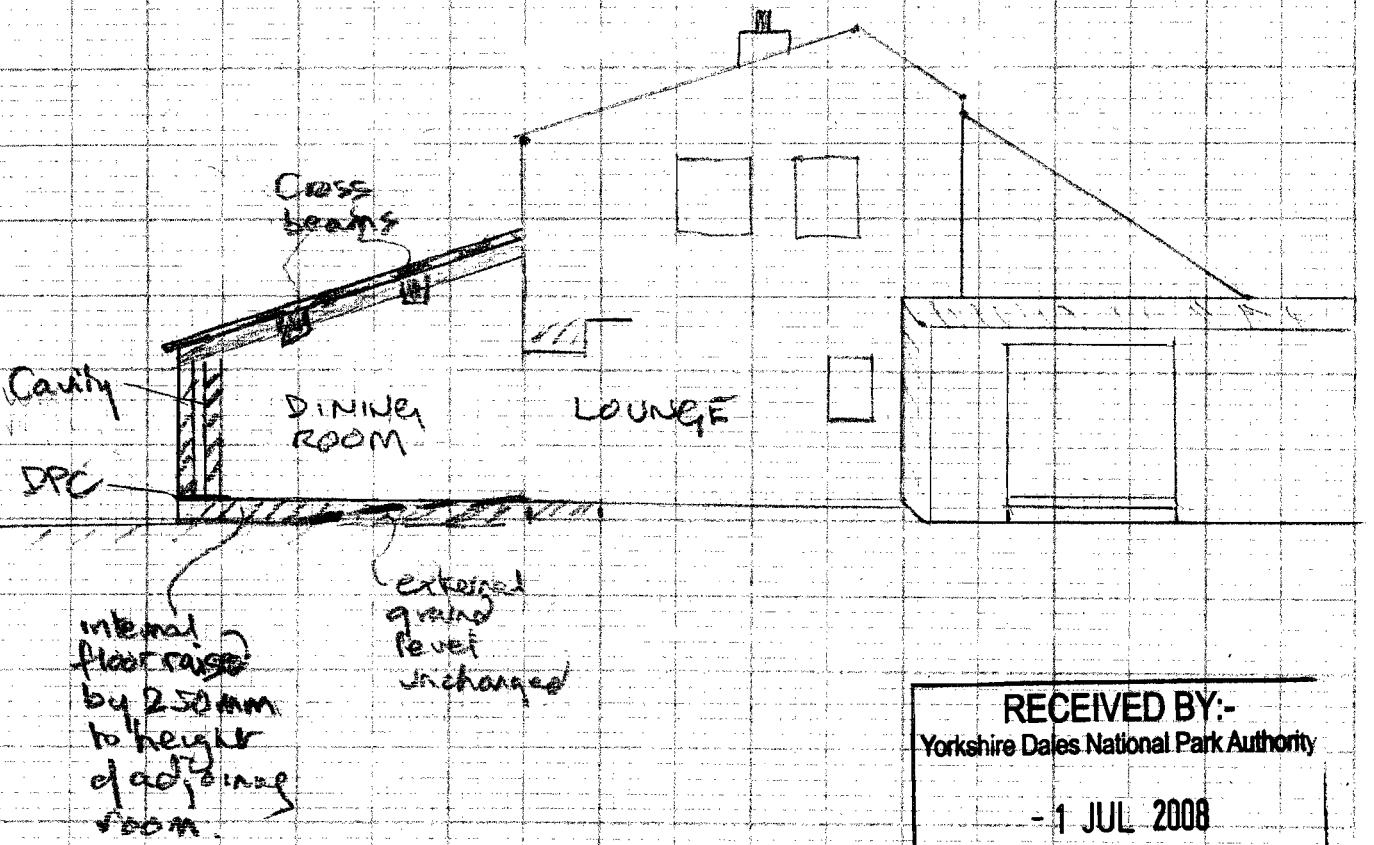 Cross
beams
Cavity
DINING
ROOM
LOUNGE
DPC
internal
floor raised
by 250mm
to height
of adjoining
room.
external
ground
level
unchanged
RECEIVED BY:-
Yorkshire Dales National Park Authority
- 1 JUL 2008